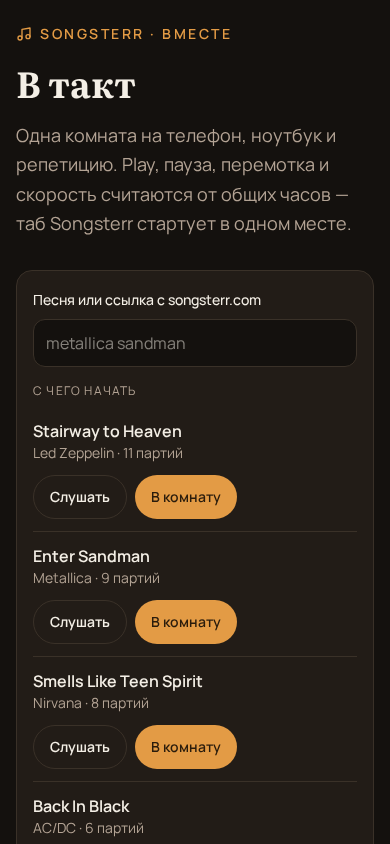 SONGSTERR · ВМЕСТЕ
В такт
Одна комната на телефон, ноутбук и
репетицию. Play, пауза, перемотка и
скорость считаются от общих часов —
таб Songsterr стартует в одном месте.
Песня или ссылка с songsterr.com
metallica sandman
С ЧЕГО НАЧАТЬ
Stairway to Heaven
Led Zeppelin · 11 партий
Слушать В комнату
Enter Sandman
Metallica · 9 партий
Слушать В комнату
Smells Like Teen Spirit
Nirvana · 8 партий
Слушать В комнату
Back In Black
AC/DC · 6 партий